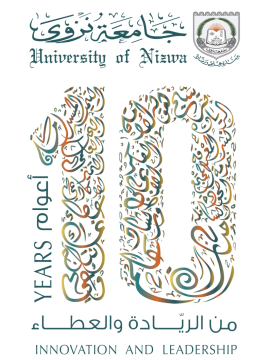 جامعة نزوى
University of Nizwa
10
YEARS أعوام
من الريّادة والعطاء
INNOVATION AND LEADERSHIP